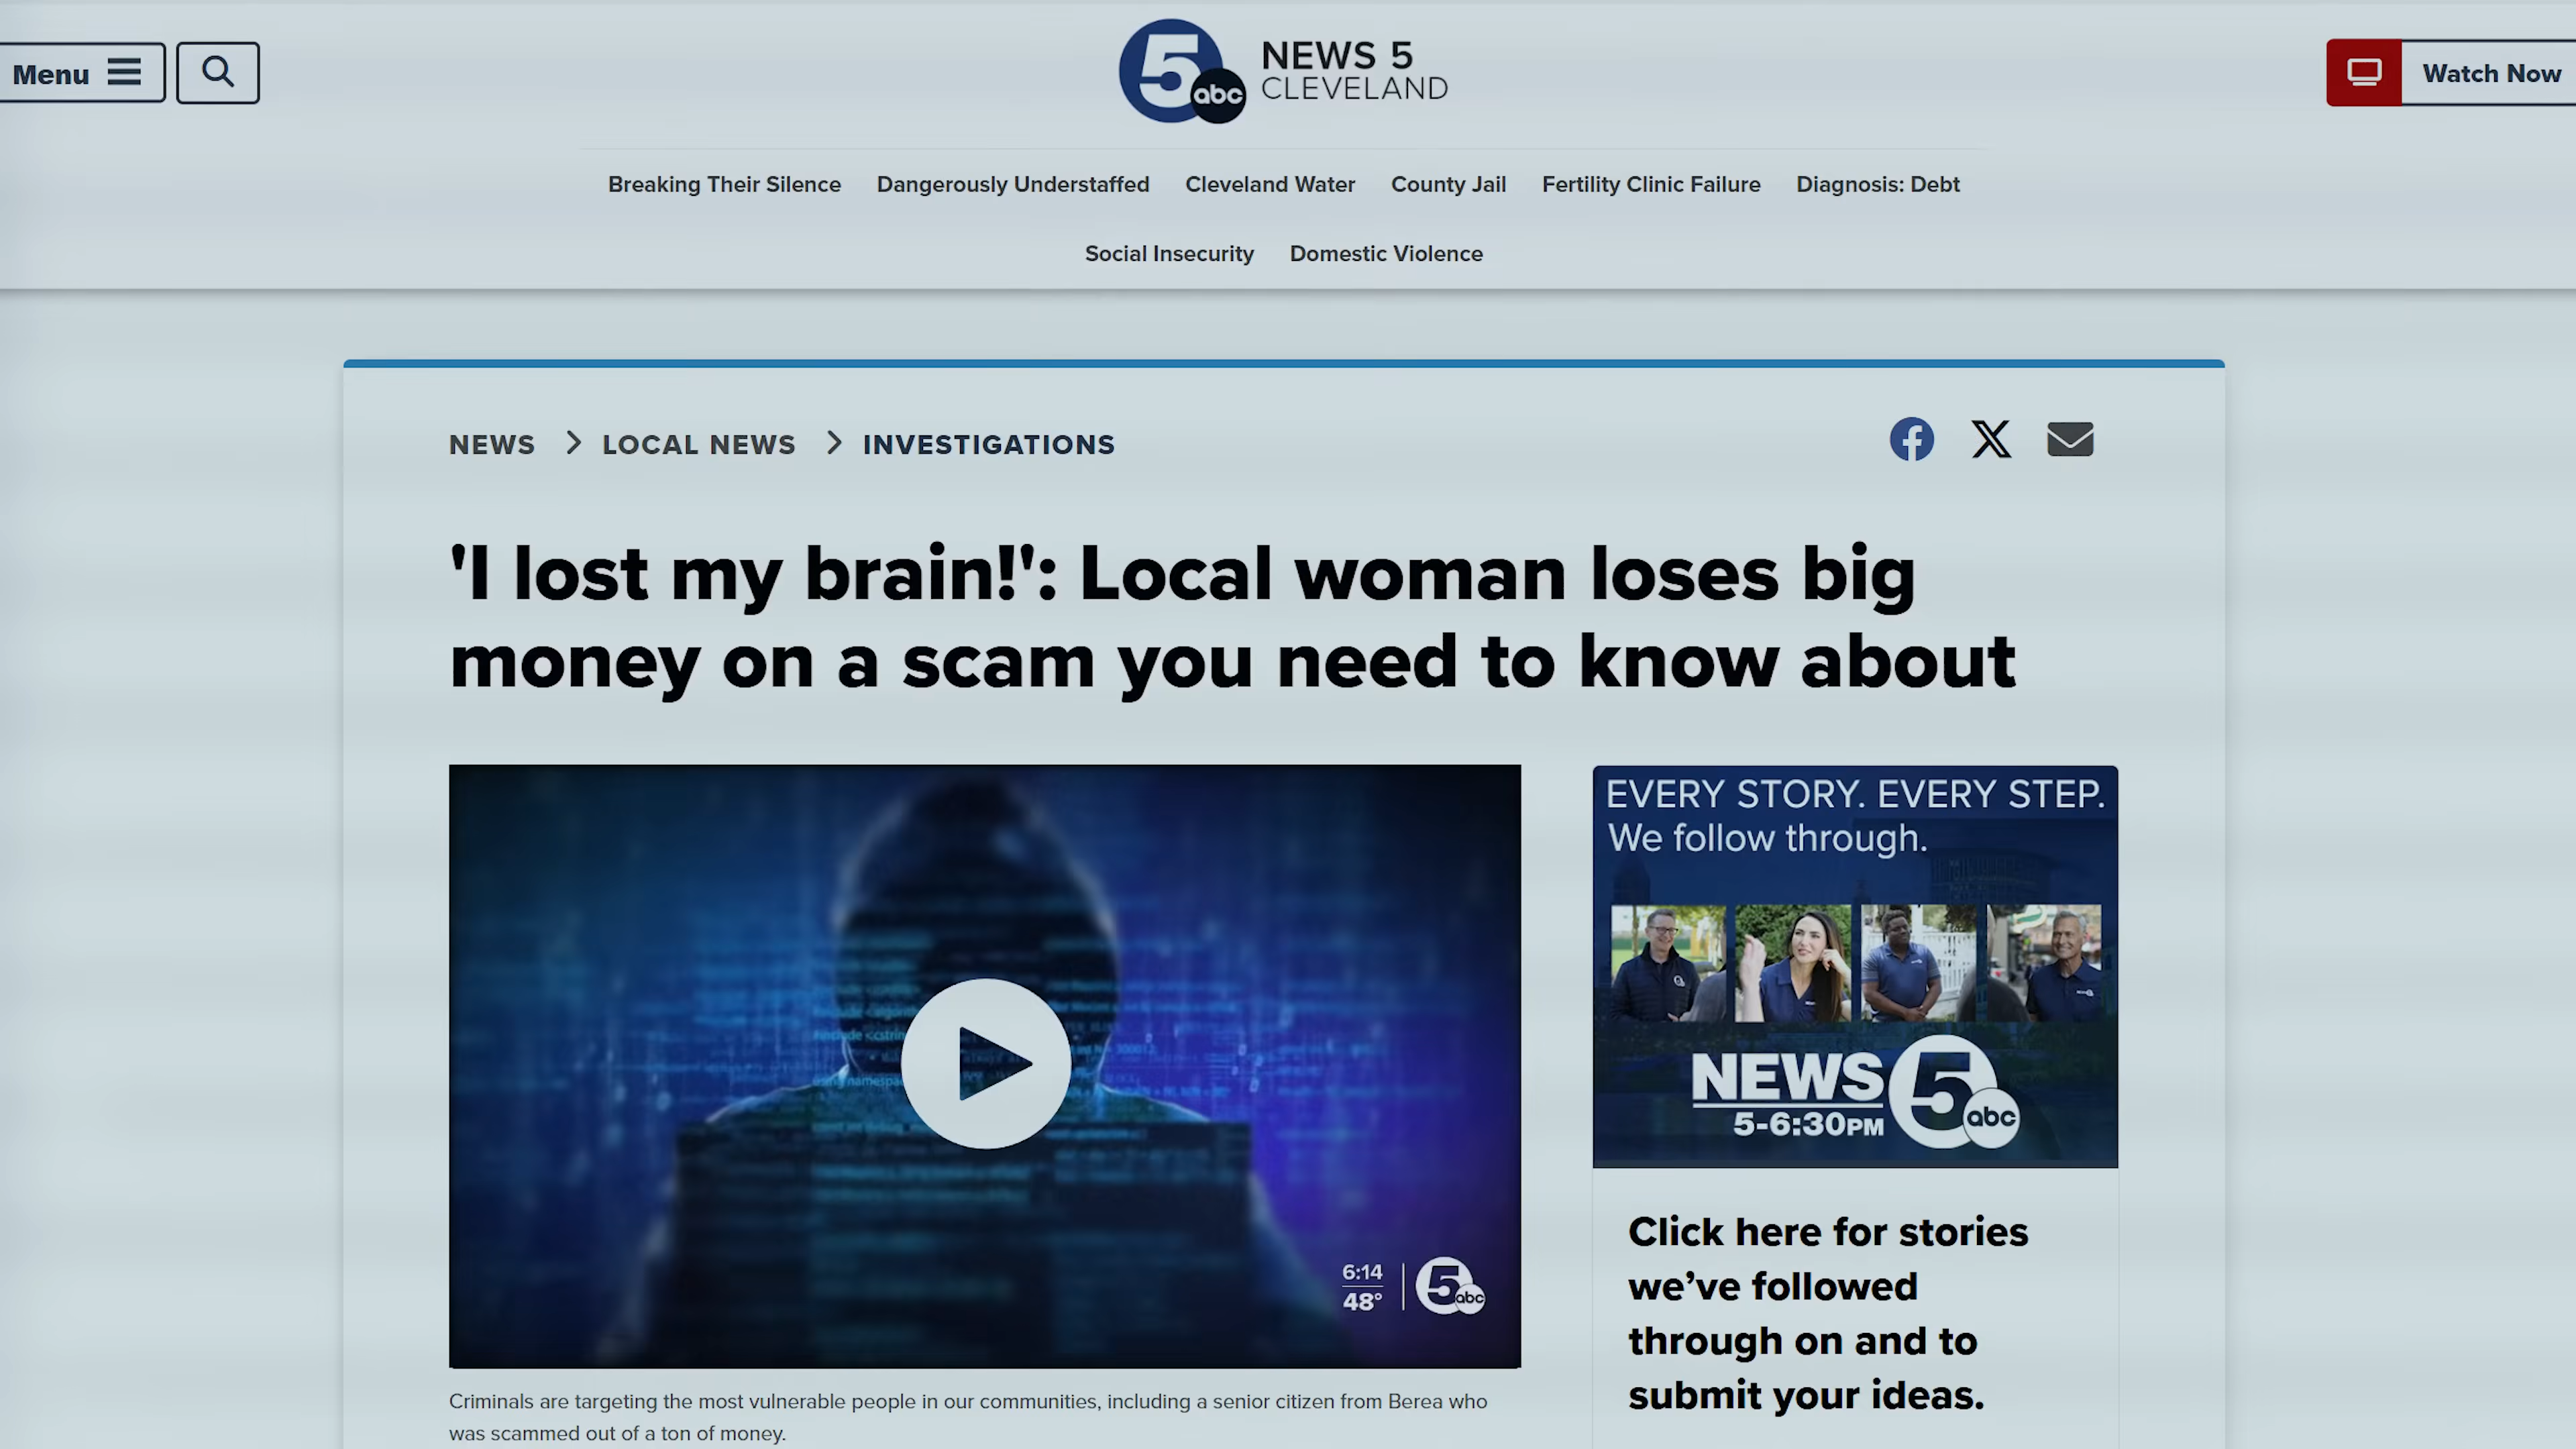 Menu
5 abc
NEWS 5
CLEVELAND
Watch Now
Breaking Their Silence Dangerously Understaffed Cleveland Water County Jail Fertility Clinic Failure Diagnosis: Debt
Social Insecurity Domestic Violence
NEWS > LOCAL NEWS > INVESTIGATIONS
'I lost my brain!': Local woman loses big
money on a scam you need to know about
6:14
48°
5 abc
Criminals are targeting the most vulnerable people in our communities, including a senior citizen from Berea who
was scammed out of a ton of money.
EVERY STORY. EVERY STEP.
We follow through.
NEWS 5 abc
5-6:30PM
Click here for stories
we've followed
through on and to
submit your ideas.